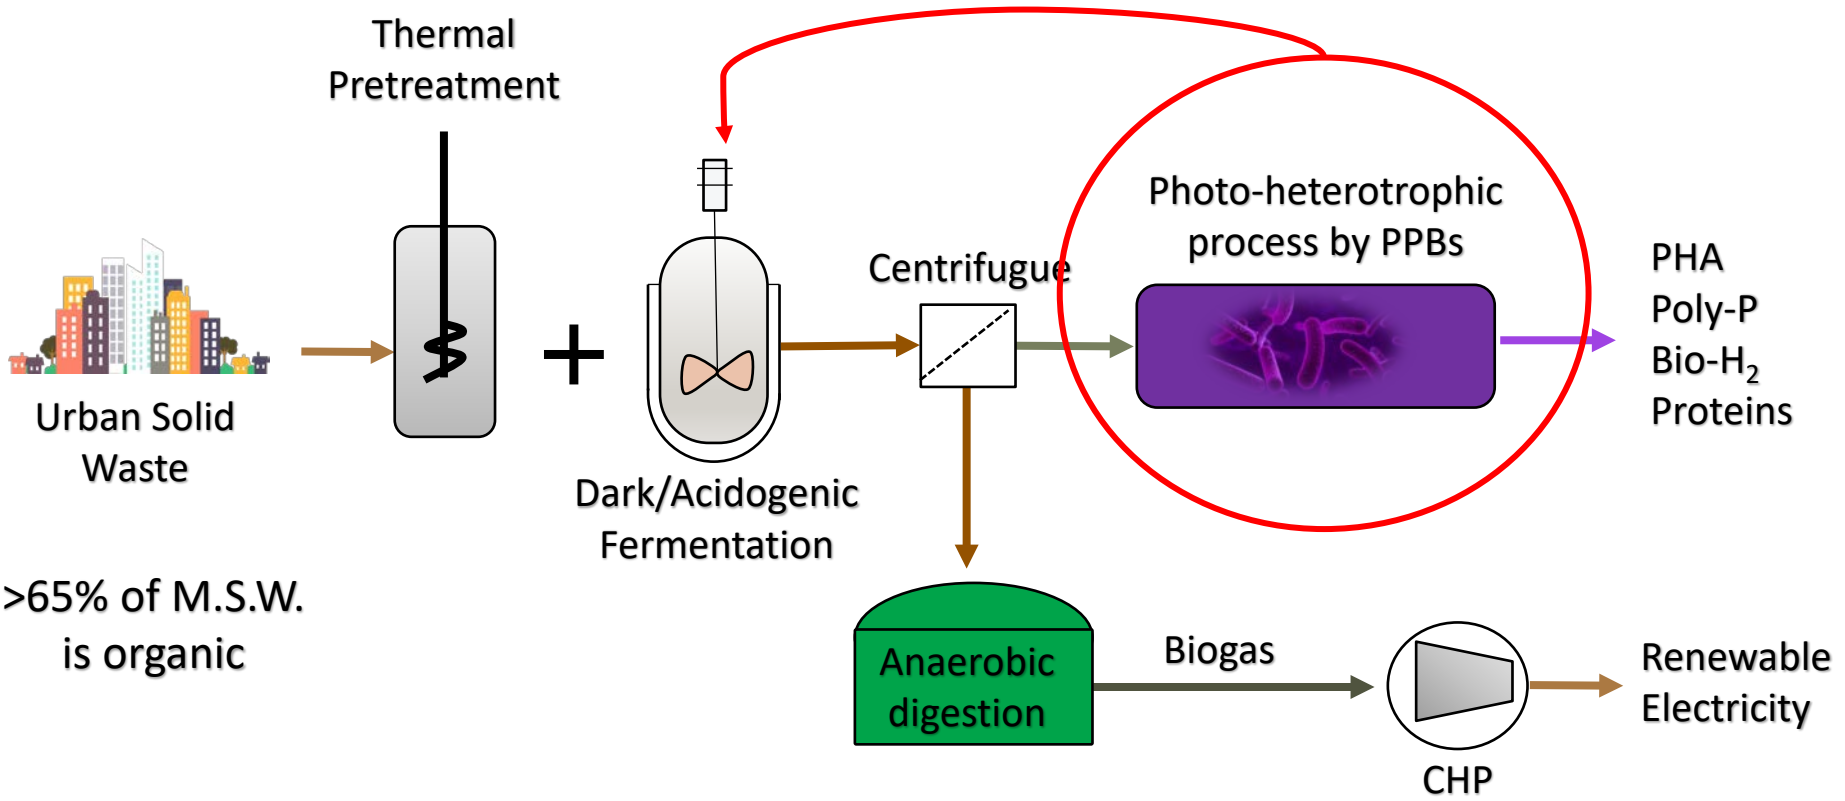 Thermal
Pretreatment
Photo-heterotrophic
process by PPBs
Centrifugue
PHA
Poly-P
Bio-H₂
Proteins
Urban Solid
Waste
Dark/Acidogenic
Fermentation
>65% of M.S.W.
is organic
Anaerobic
digestion
Biogas
Renewable
Electricity
CHP